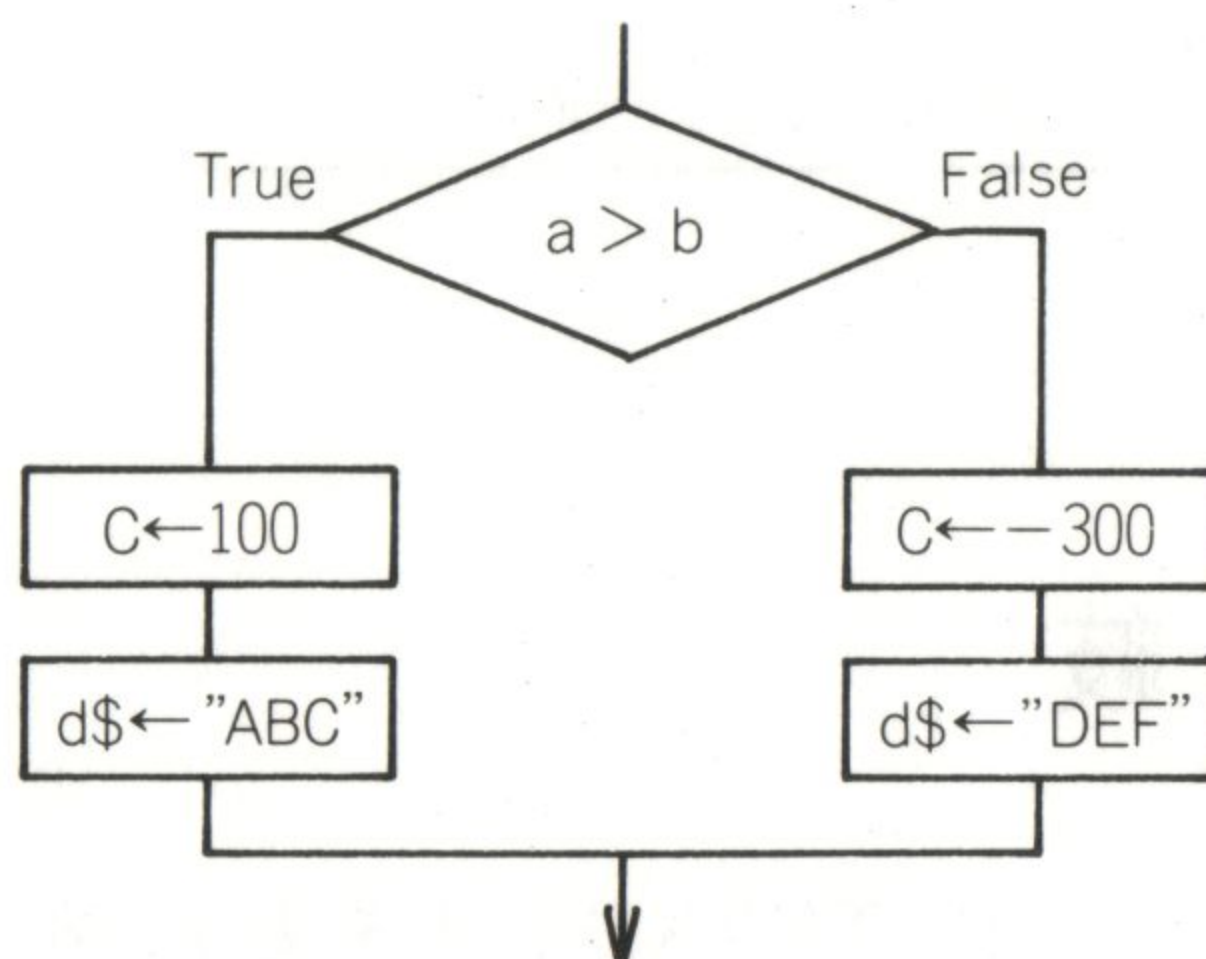 True
False
a > b
C←100
C←−300
d$←”ABC”
d$←”DEF”